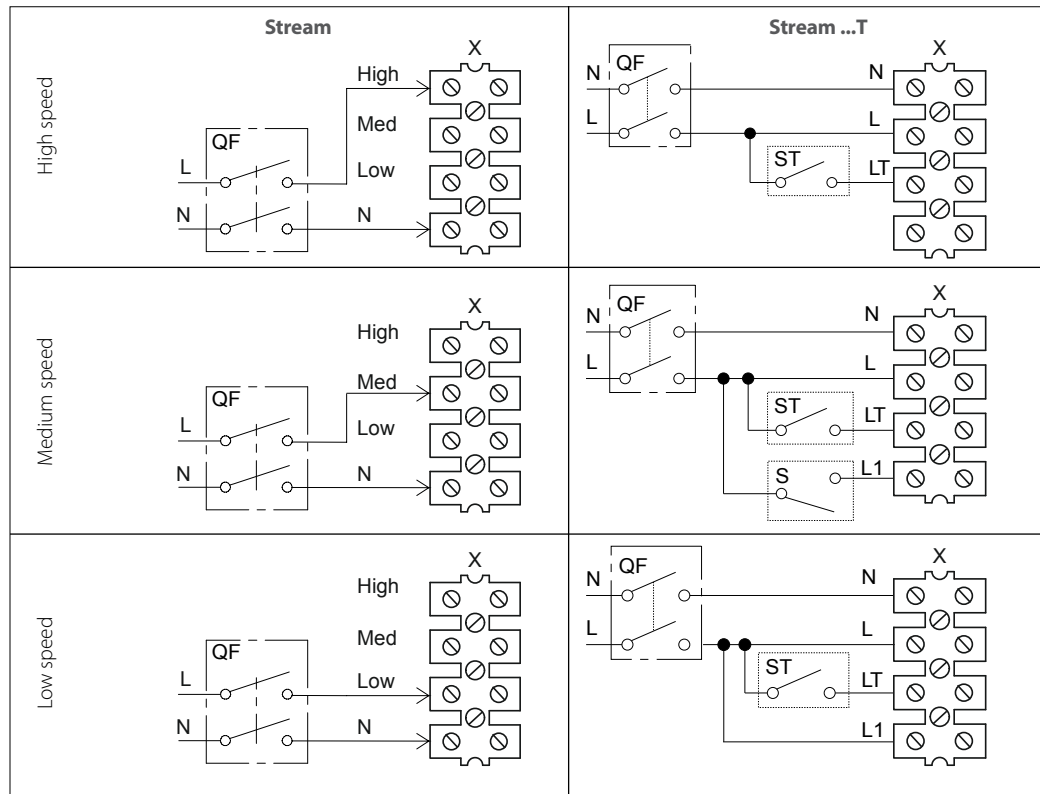 Stream
Stream ...T
High speed
X
High
Med
Low
N
QF
L
N
X
QF
N
L
N
L
ST
LT
Medium speed
X
High
Med
Low
N
QF
L
N
X
QF
N
L
N
L
ST
LT
S
L1
Low speed
X
High
Med
Low
N
QF
L
N
X
QF
N
L
N
L
ST
LT
L1